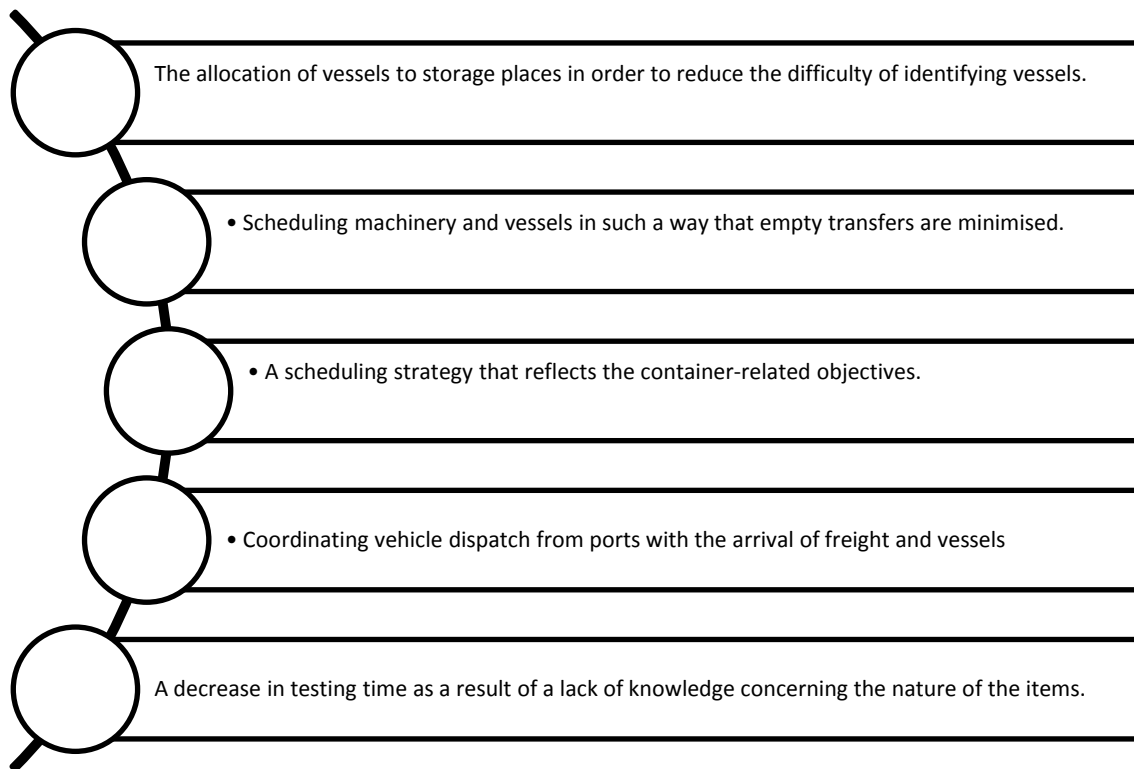 The allocation of vessels to storage places in order to reduce the difficulty of identifying vessels.
• Scheduling machinery and vessels in such a way that empty transfers are minimised.
• A scheduling strategy that reflects the container-related objectives.
• Coordinating vehicle dispatch from ports with the arrival of freight and vessels
A decrease in testing time as a result of a lack of knowledge concerning the nature of the items.